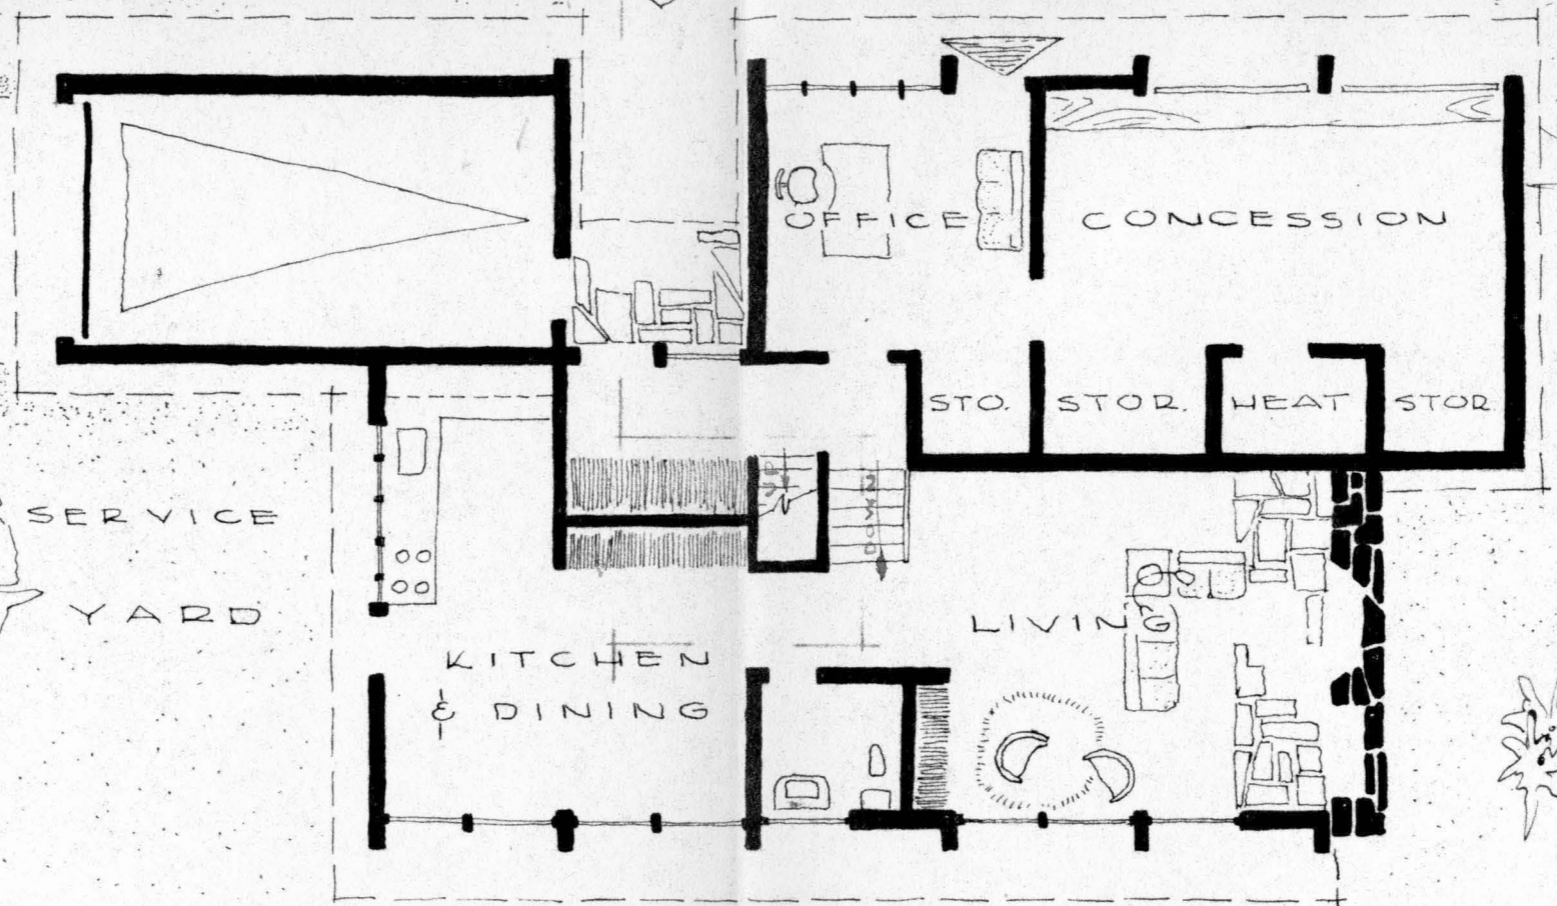 OFFICE
CONCESSION
STO.
STOR.
HEAT
STOR
UP
DOWN
SERVICE
YARD
LIVING
KITCHEN
& DINING